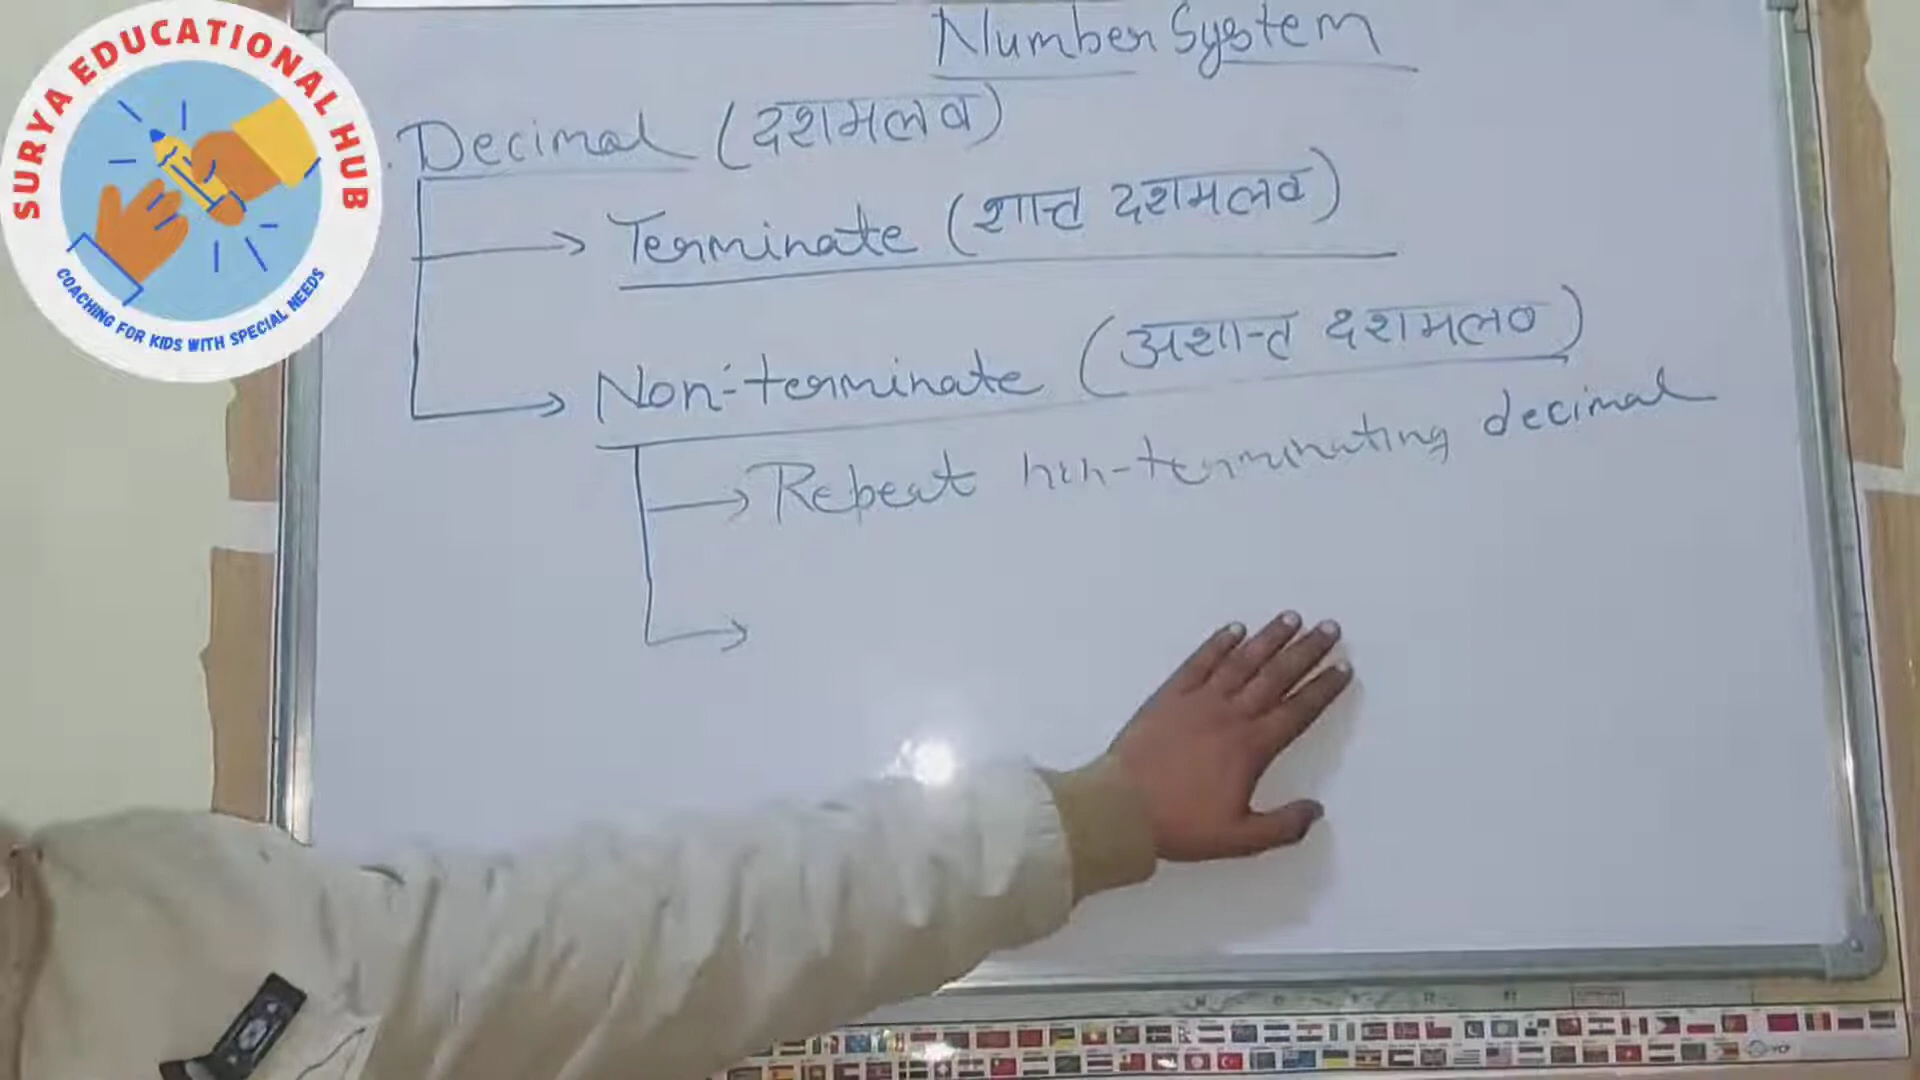 SURYA EDUCATIONAL HUB
COACHING FOR KIDS WITH SPECIAL NEEDS
Number System
Decimal (दशमलव)
Terminate (शान्त दशमलव)
Non-terminate (अशान्त दशमलव)
Repeat non-terminating decimal